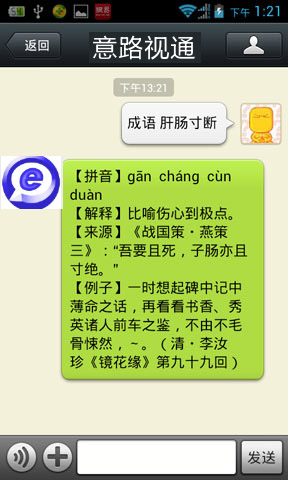 下午 1:21
返回
意路视通
下午13:21
成语 肝肠寸断
【拼音】gān cháng cùn
duàn
【解释】比喻伤心到极点。
【来源】《战国策·燕策
三》：“吾要且死，子肠亦且
寸绝。”
【例子】一时想起碑中记中
薄命之话，再看看书香、秀
英诸人前车之鉴，不由不毛
骨悚然，~。（清·李汝
珍《镜花缘》第九十九回）
发送